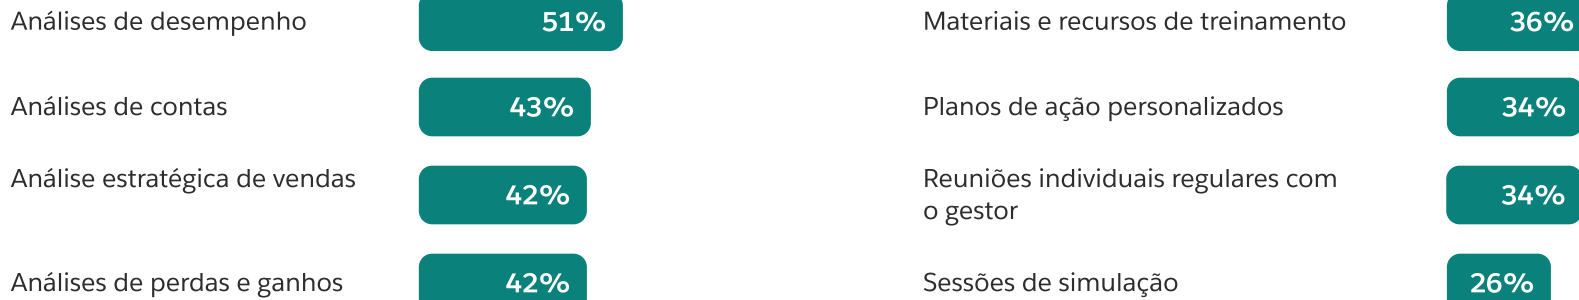 Análises de desempenho
51%
Análises de contas
43%
Análise estratégica de vendas
42%
Análises de perdas e ganhos
42%
Materiais e recursos de treinamento
36%
Planos de ação personalizados
34%
Reuniões individuais regulares com
o gestor
34%
Sessões de simulação
26%